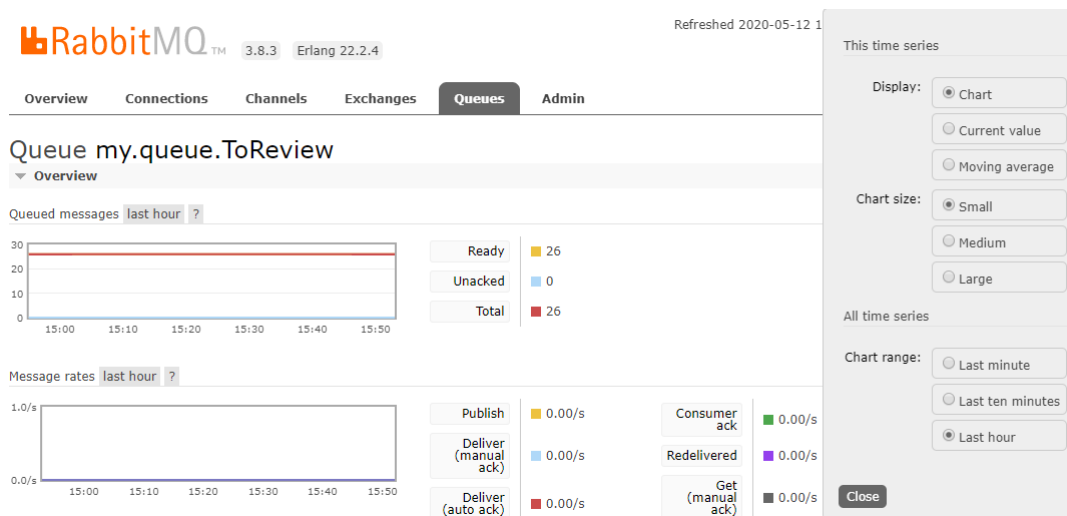 RabbitMQ TM 3.8.3 Erlang 22.2.4
Refreshed 2020-05-12 1
Overview Connections Channels Exchanges Queues Admin
Queue my.queue.ToReview
Overview
Queued messages last hour ?
30
20
10
0
15:00 15:10 15:20 15:30 15:40 15:50
Ready 26
Unacked 0
Total 26
Message rates last hour ?
1.0/s
0.0/s
15:00 15:10 15:20 15:30 15:40 15:50
Publish 0.00/s
Deliver
(manual
ack) 0.00/s
Deliver
(auto ack) 0.00/s
Consumer
ack 0.00/s
Redelivered 0.00/s
Get
(manual
ack) 0.00/s
This time series
Display: Chart
Current value
Moving average
Chart size: Small
Medium
Large
All time series
Chart range: Last minute
Last ten minutes
Last hour
Close